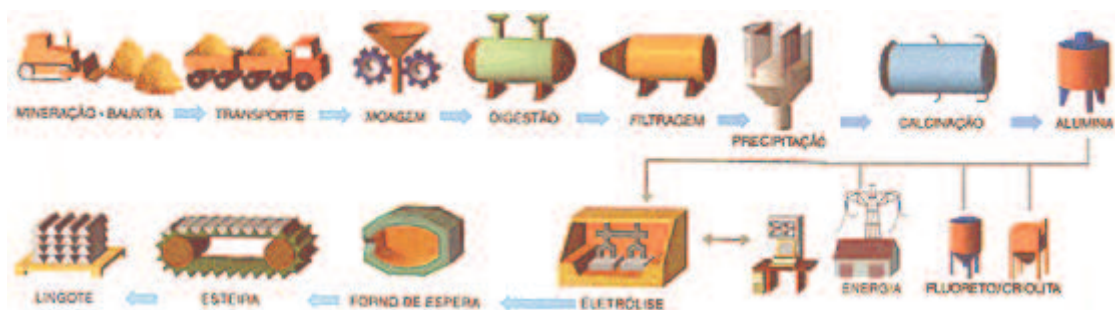 MINERAÇÃO - BAUXITA
TRANSPORTE
MOAGEM
DIGESTÃO
FILTRAGEM
PRECIPITAÇÃO
CALCINAÇÃO
ALUMINA
LINGOTE
ESTEIRA
FORNO DE ESPERA
ELETRÓLISE
ENERGIA
FLUORETO/CRIOLITA